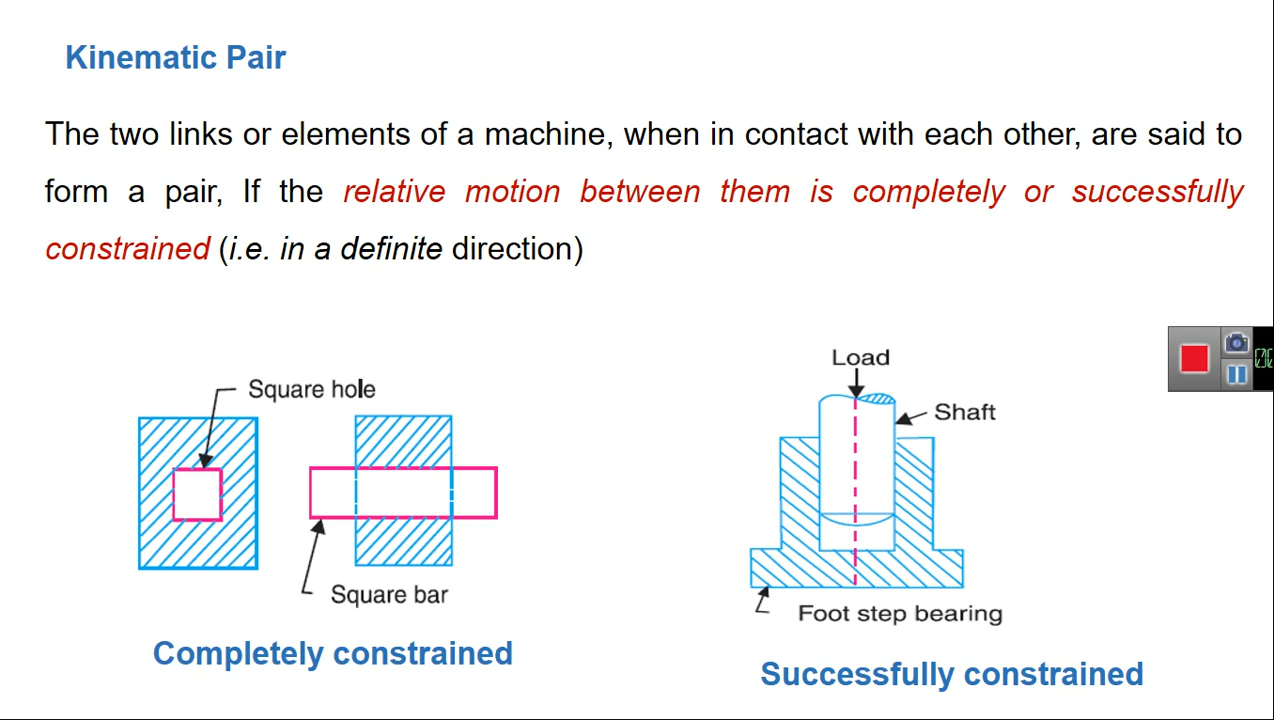 Kinematic Pair
The two links or elements of a machine, when in contact with each other, are said to
form a pair, If the relative motion between them is completely or successfully
constrained (i.e. in a definite direction)
Square hole
Square bar
Completely constrained
Load
Shaft
Foot step bearing
Successfully constrained